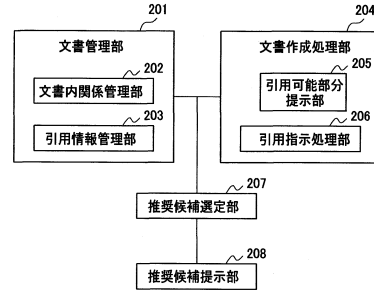 201
文書管理部
202
文書内関係管理部
203
引用情報管理部
204
文書作成処理部
205
引用可能部分
提示部
206
引用指示処理部
207
推奨候補選定部
208
推奨候補提示部